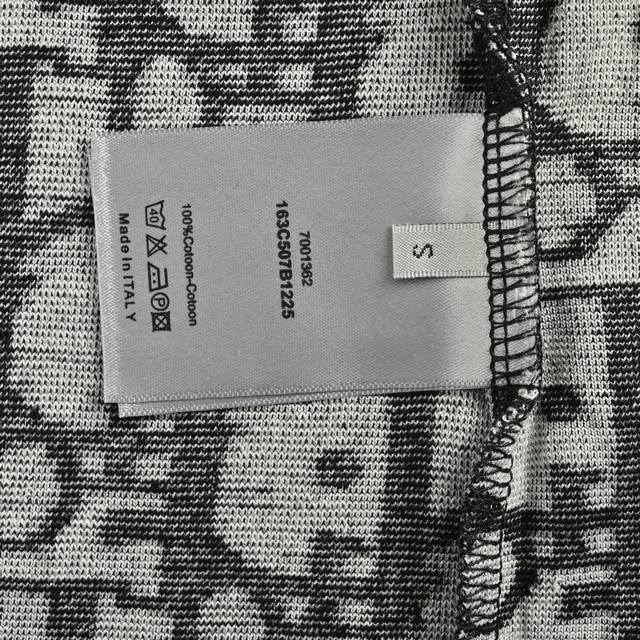 S
7001362
163C507B1225
100%Cotoon-Cotoon
40 P
Made In ITALY